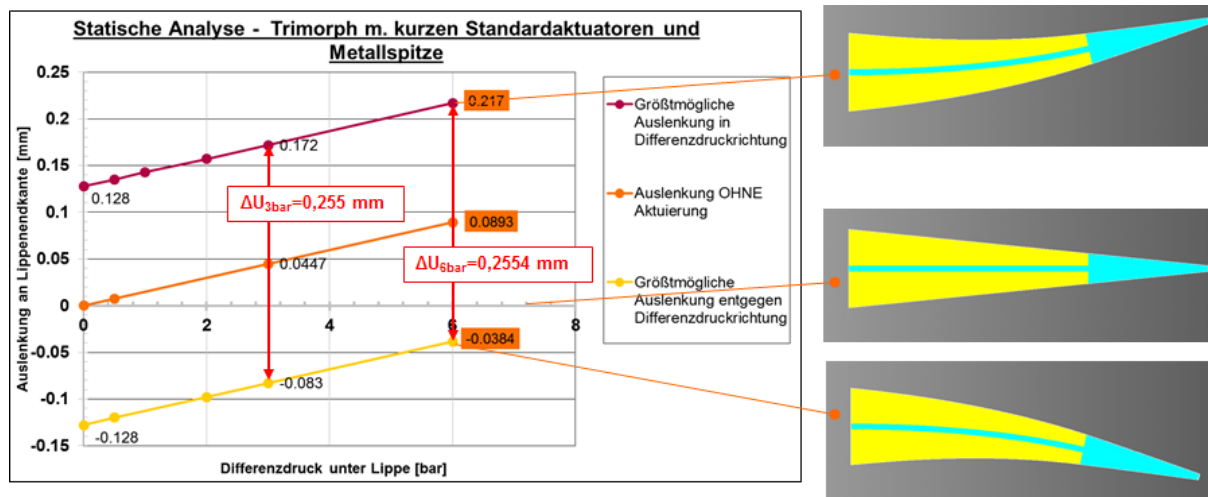 Statische Analyse - Trimorph m. kurzen Standardaktuatoren und
Metallspitze
0.25
0.2
0.15
0.1
0.05
0
-0.05
-0.1
-0.15
Auslenkung an Lippenendkante [mm]
0
2
4
6
8
Differenzdruck unter Lippe [bar]
0.128
0.172
0.217
0.0447
0.0893
-0.128
-0.083
-0.0384
ΔU3bar=0,255 mm
ΔU6bar=0,2554 mm
Größtmögliche
Auslenkung in
Differenzdruckrichtung
Auslenkung OHNE
Aktuierung
Größtmögliche
Auslenkung entgegen
Differenzdruckrichtung